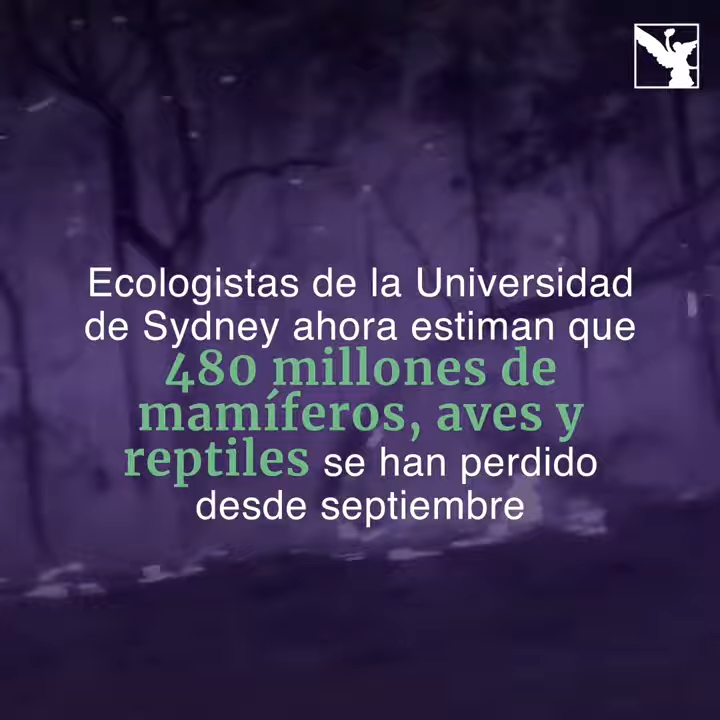 Ecologistas de la Universidad
de Sydney ahora estiman que
480 millones de
mamíferos, aves y
reptiles se han perdido
desde septiembre